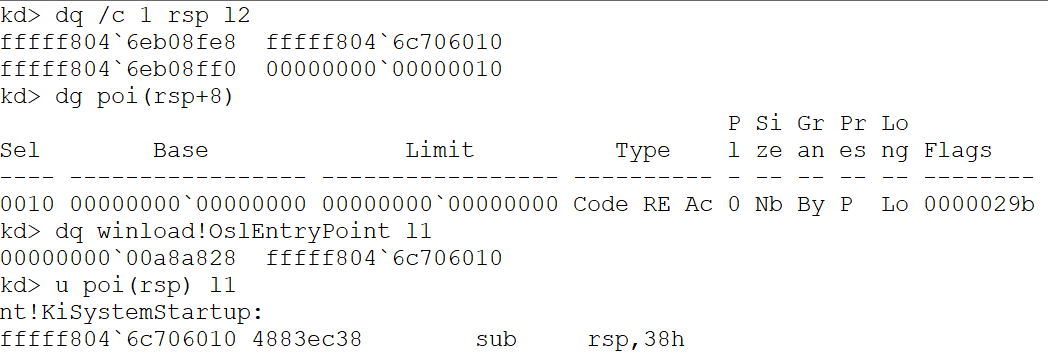 kd> dq /c 1 rsp l2
fffff804`6eb08fe8  fffff804`6c706010
fffff804`6eb08ff0  00000000`00000010
kd> dg poi(rsp+8)
                                                    P Si Gr Pr Lo
Sel        Base              Limit          Type    l ze an es ng Flags
---- ----------------- ----------------- ---------- - -- -- -- -- --------
0010 00000000`00000000 00000000`00000000 Code RE Ac 0 Nb By P  Lo 0000029b
kd> dq winload!OslEntryPoint l1
00000000`00a8a828  fffff804`6c706010
kd> u poi(rsp) l1
nt!KiSystemStartup:
fffff804`6c706010 4883ec38        sub     rsp,38h